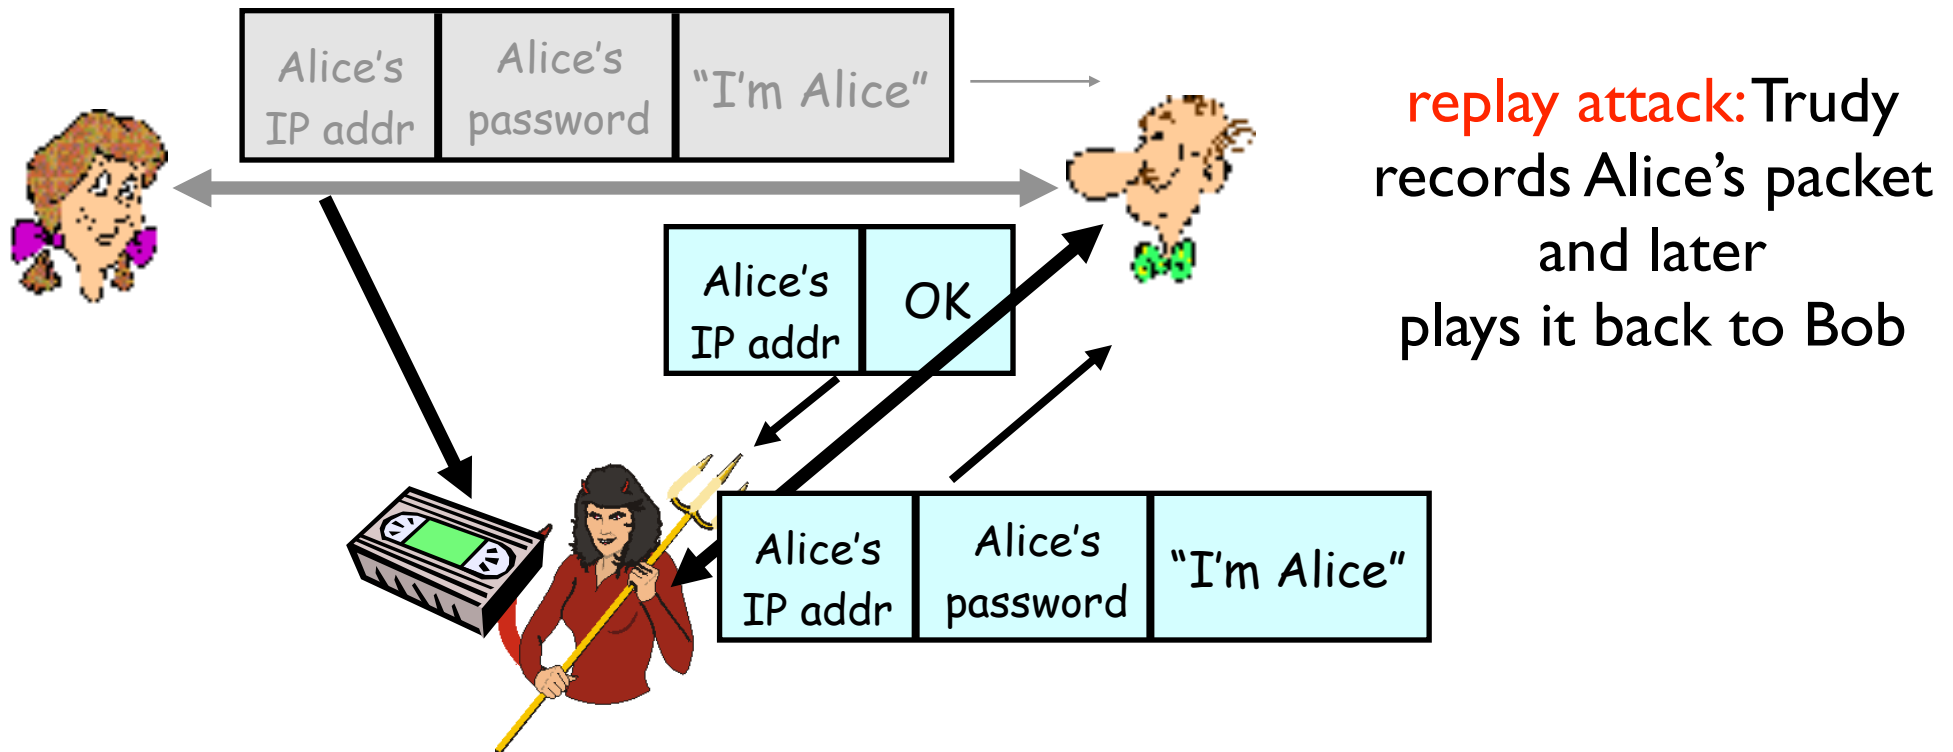 Alice's
IP addr
Alice's
password
“I'm Alice”
replay attack: Trudy
records Alice’s packet
and later
plays it back to Bob
Alice's
IP addr
OK
Alice's
IP addr
Alice's
password
“I'm Alice”